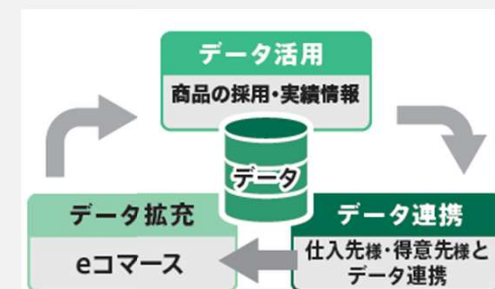 データ活用
商品の採用・実績情報
データ
データ拡充
eコマース
データ連携
仕入先様・得意先様と
データ連携